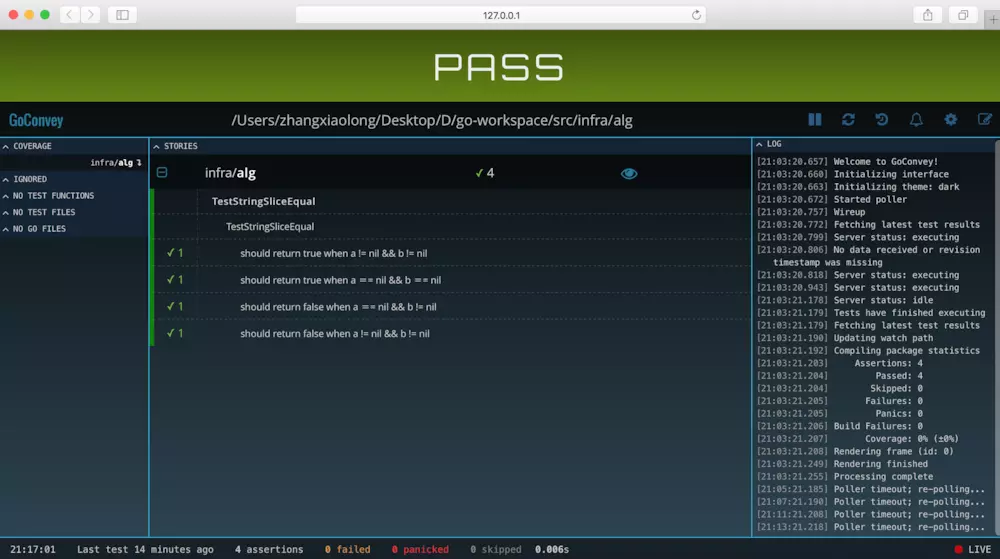 127.0.0.1
PASS
GoConvey
/Users/zhangxiaolong/Desktop/D/go-workspace/src/infra/alg
COVERAGE
infra/alg
IGNORED
NO TEST FUNCTIONS
NO TEST FILES
NO GO FILES
STORIES
infra/alg ✓ 4
TestStringSliceEqual
TestStringSliceEqual
✓ 1 should return true when a != nil && b != nil
✓ 1 should return true when a == nil && b == nil
✓ 1 should return false when a == nil && b != nil
✓ 1 should return false when a != nil && b != nil
LOG
[21:03:20.657] Welcome to GoConvey!
[21:03:20.660] Initializing interface
[21:03:20.663] Initializing theme: dark
[21:03:20.672] Started poller
[21:03:20.757] Wireup
[21:03:20.772] Fetching latest test results
[21:03:20.799] Server status: executing
[21:03:20.806] No data received or revision
timestamp was missing
[21:03:20.818] Server status: executing
[21:03:20.943] Server status: executing
[21:03:21.178] Server status: idle
[21:03:21.179] Tests have finished executing
[21:03:21.179] Fetching latest test results
[21:03:21.190] Updating watch path
[21:03:21.192] Compiling package statistics
[21:03:21.203] Assertions: 4
[21:03:21.204] Passed: 4
[21:03:21.204] Skipped: 0
[21:03:21.205] Failures: 0
[21:03:21.205] Panics: 0
[21:03:21.206] Build Failures: 0
[21:03:21.207] Coverage: 0% (±0%)
[21:03:21.208] Rendering frame (id: 0)
[21:03:21.249] Rendering finished
[21:03:21.255] Processing complete
[21:05:21.185] Poller timeout; re-polling...
[21:07:21.190] Poller timeout; re-polling...
[21:11:21.208] Poller timeout; re-polling...
[21:13:21.218] Poller timeout; re-polling...
21:17:01 Last test 14 minutes ago 4 assertions 0 failed 0 panicked 0 skipped 0.006s LIVE